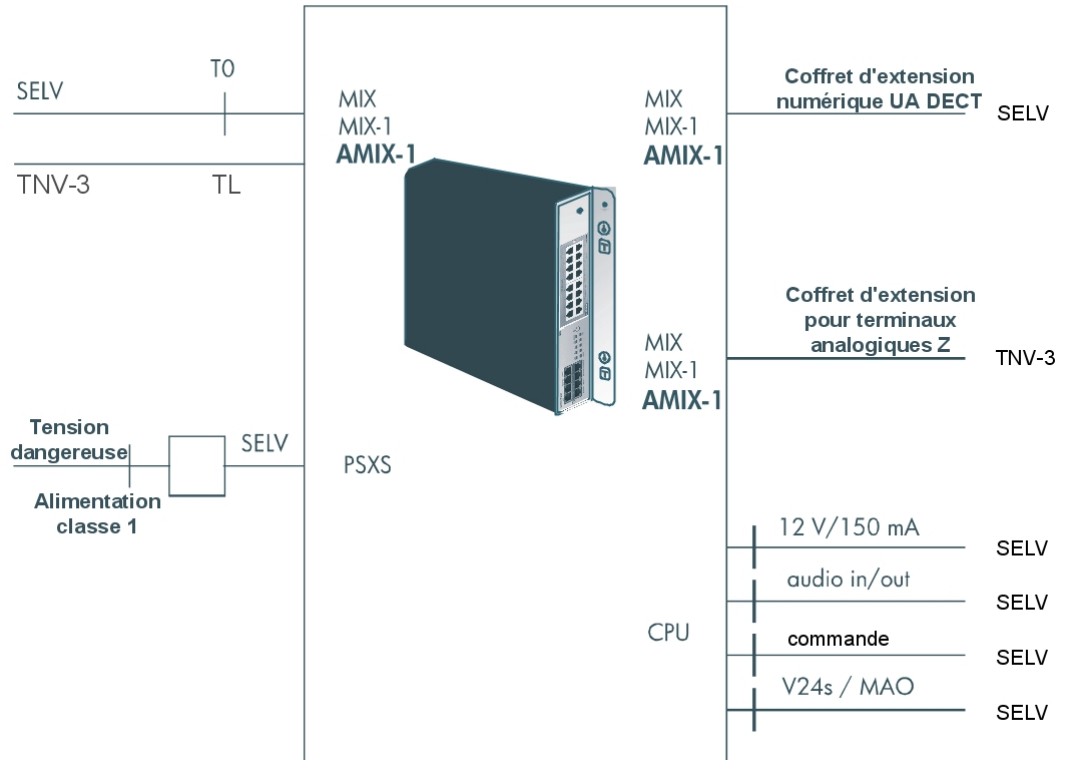 SELV
T0
TNV-3
TL
MIX
MIX-1
AMIX-1
MIX
MIX-1
AMIX-1
Coffret d'extension
numérique UA DECT
SELV
MIX
MIX-1
AMIX-1
Coffret d'extension
pour terminaux
analogiques Z
TNV-3
Tension
dangereuse
Alimentation
classe 1
SELV
PSXS
CPU
12 V/150 mA
SELV
audio in/out
SELV
commande
SELV
V24s / MAO
SELV